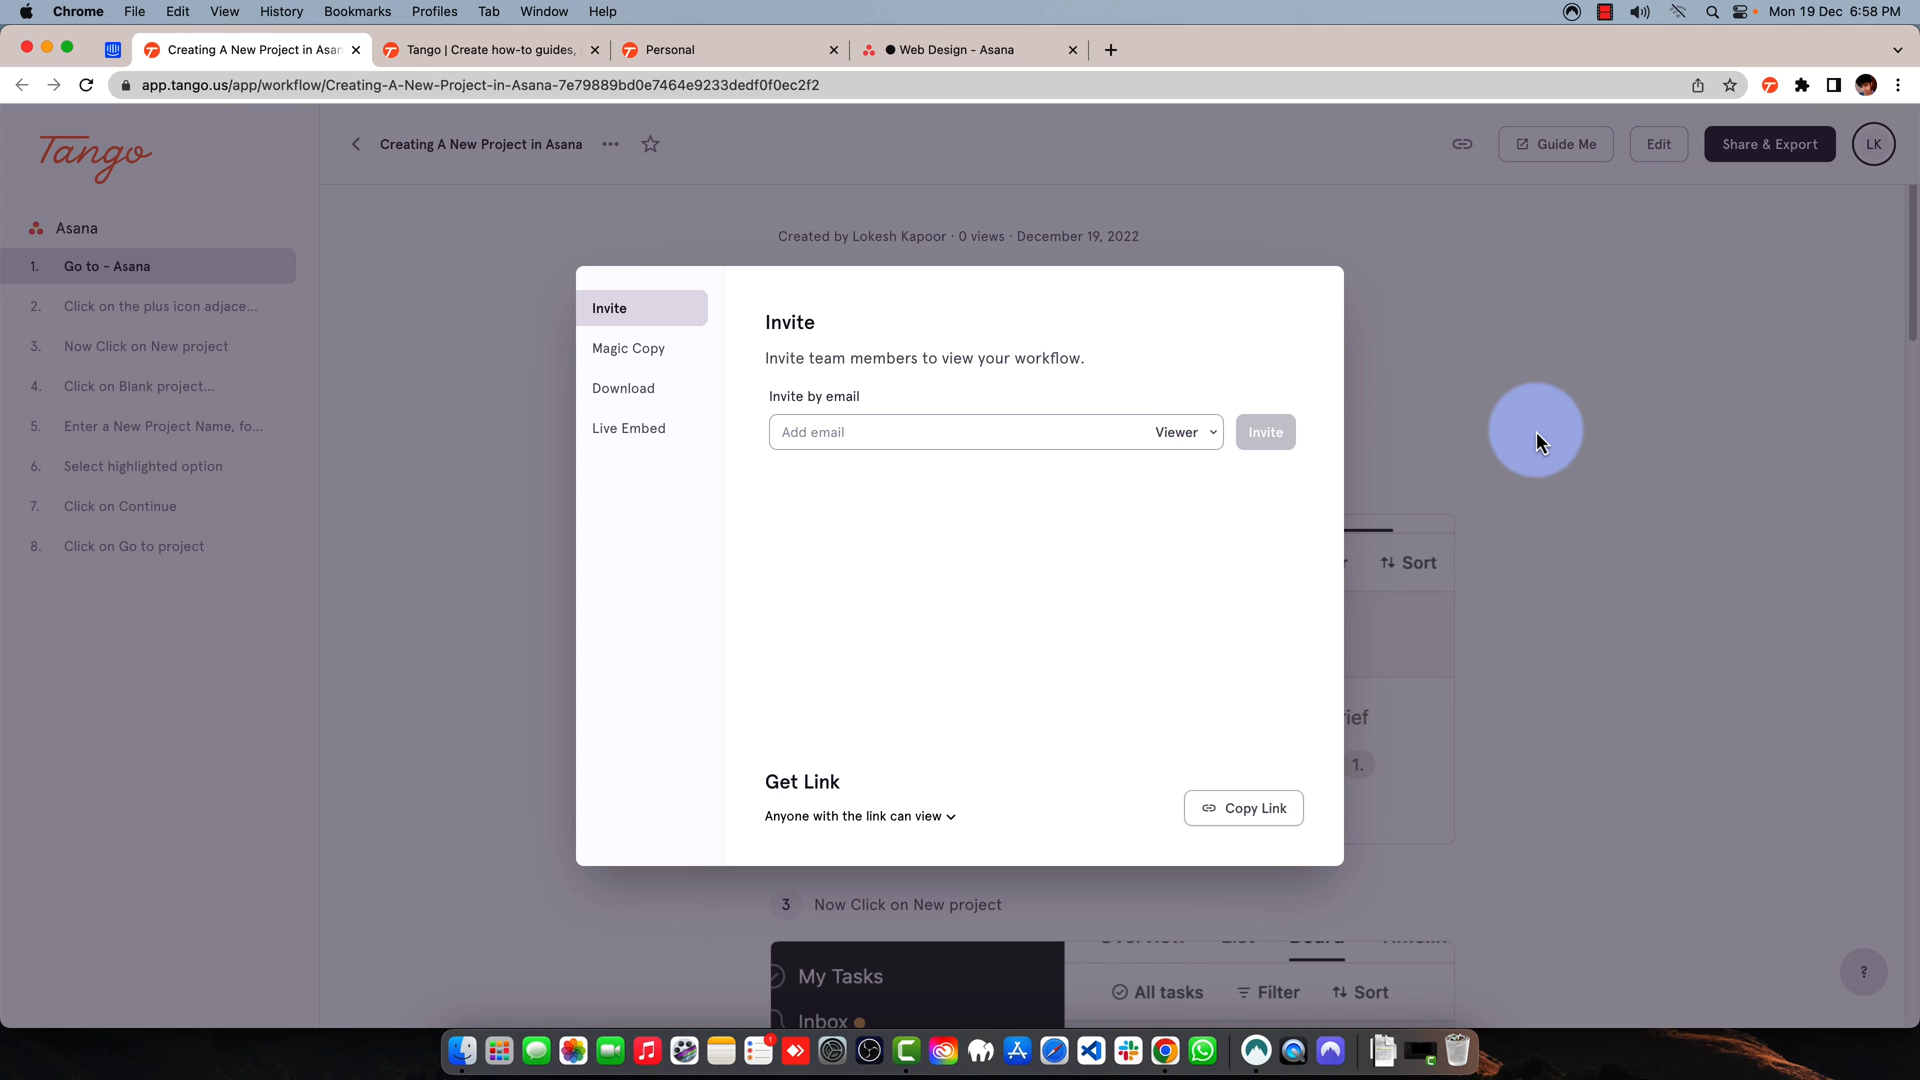 Chrome File Edit View History Bookmarks Profiles Tab Window Help Mon 19 Dec 6:58 PM
Creating A New Project in Asan Tango | Create how-to guides, Personal Web Design - Asana
app.tango.us/app/workflow/Creating-A-New-Project-in-Asana-7e79889bd0e7464e9233dedf0f0ec2f2
Tango
Creating A New Project in Asana Guide Me Edit Share & Export LK
Asana
1. Go to - Asana
2. Click on the plus icon adjace...
3. Now Click on New project
4. Click on Blank project...
5. Enter a New Project Name, fo...
6. Select highlighted option
7. Click on Continue
8. Click on Go to project
Created by Lokesh Kapoor · 0 views · December 19, 2022
Invite
Magic Copy
Download
Live Embed
Invite
Invite team members to view your workflow.
Invite by email
Add email Viewer Invite
Get Link
Anyone with the link can view
Copy Link
r Sort
rief
1.
3 Now Click on New project
Overview List Board Timelin
My Tasks
All tasks Filter Sort
Inbox
?
1